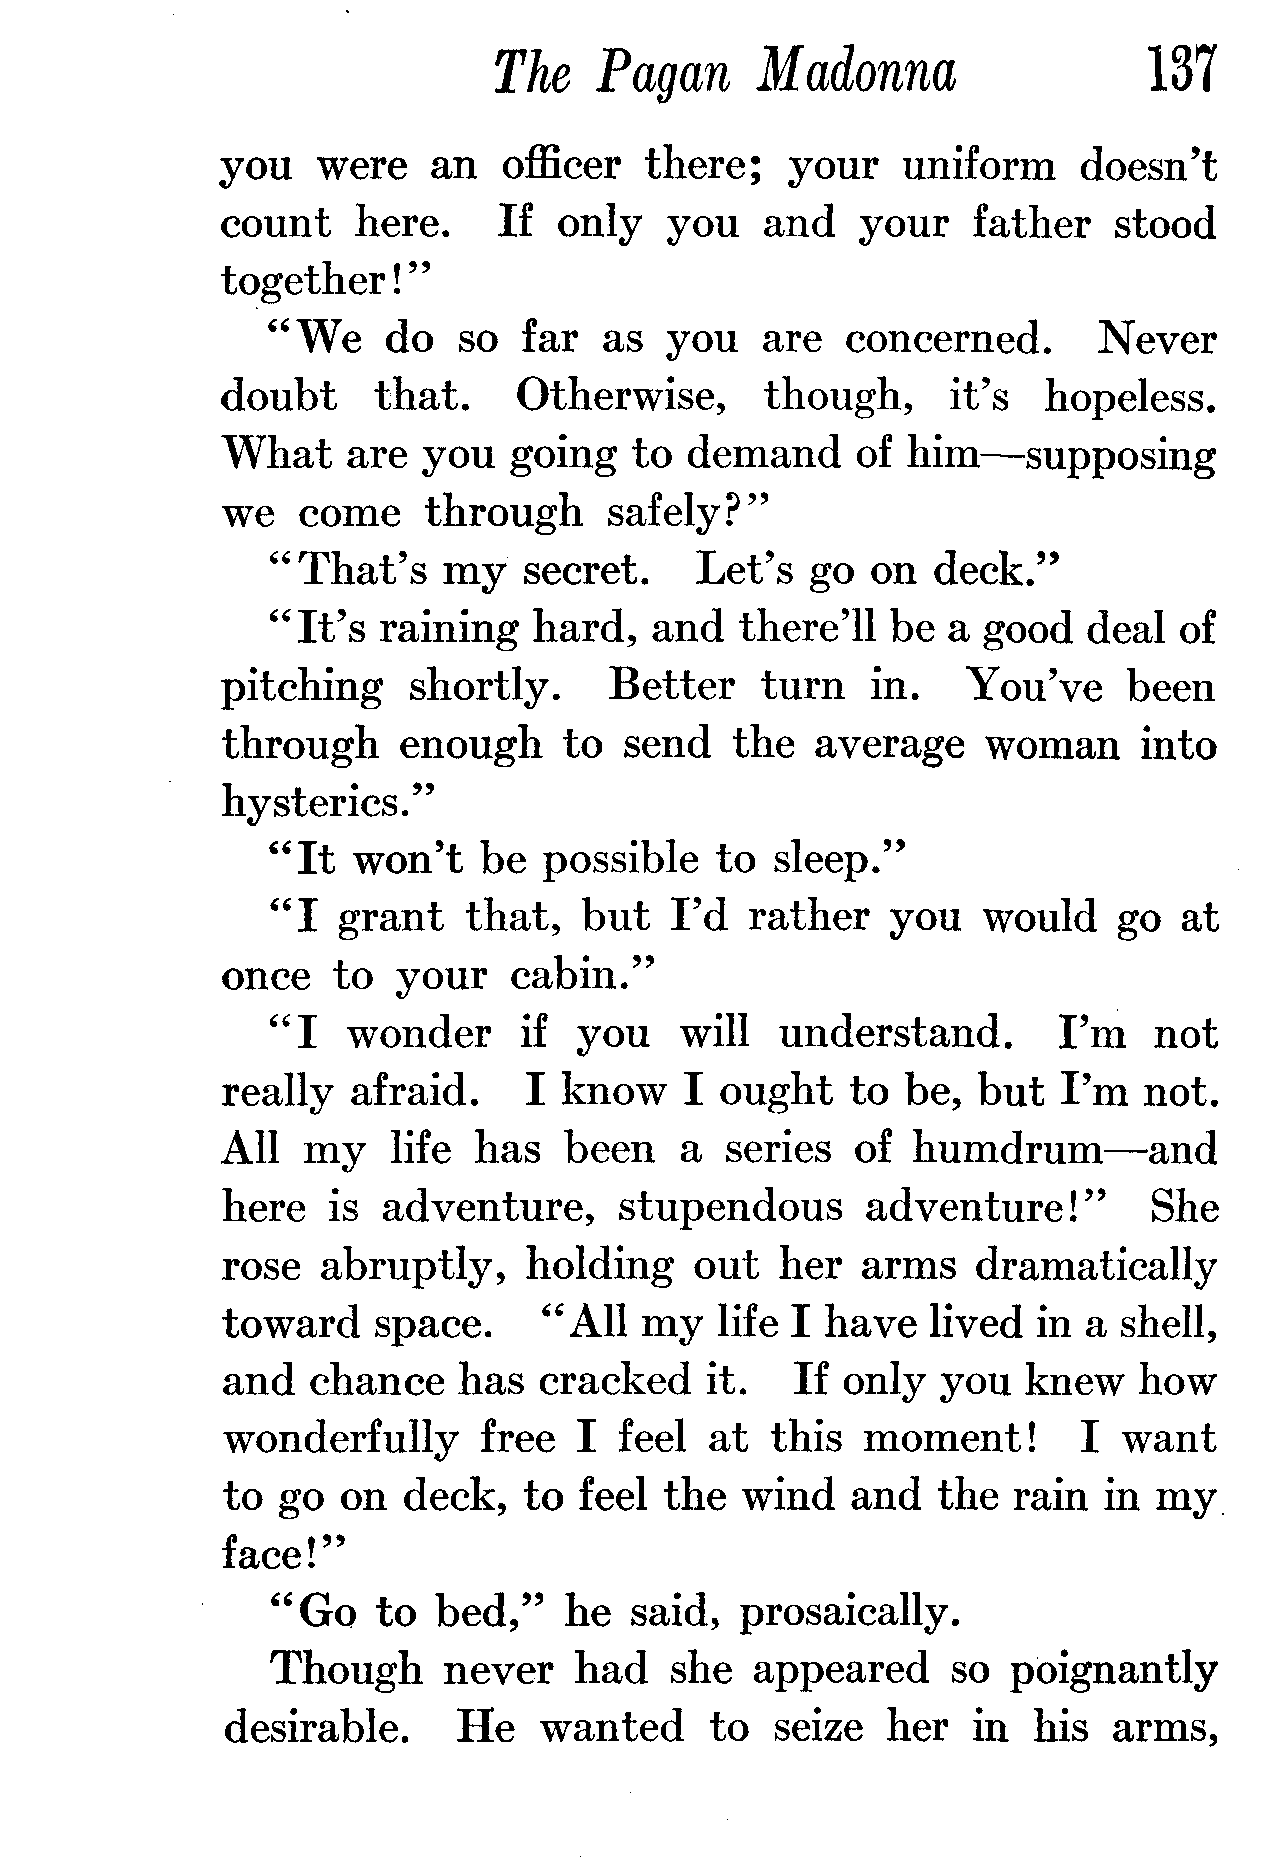 The Pagan Madonna 137
you were an officer there; your uniform doesn't
count here. If only you and your father stood
together!"
"We do so far as you are concerned. Never
doubt that. Otherwise, though, it's hopeless.
What are you going to demand of him—supposing
we come through safely?"
"That's my secret. Let's go on deck."
"It's raining hard, and there'll be a good deal of
pitching shortly. Better turn in. You've been
through enough to send the average woman into
hysterics."
"It won't be possible to sleep."
"I grant that, but I'd rather you would go at
once to your cabin."
"I wonder if you will understand. I'm not
really afraid. I know I ought to be, but I'm not.
All my life has been a series of humdrum—and
here is adventure, stupendous adventure!" She
rose abruptly, holding out her arms dramatically
toward space. "All my life I have lived in a shell,
and chance has cracked it. If only you knew how
wonderfully free I feel at this moment! I want
to go on deck, to feel the wind and the rain in my
face!"
"Go to bed," he said, prosaically.
Though never had she appeared so poignantly
desirable. He wanted to seize her in his arms,